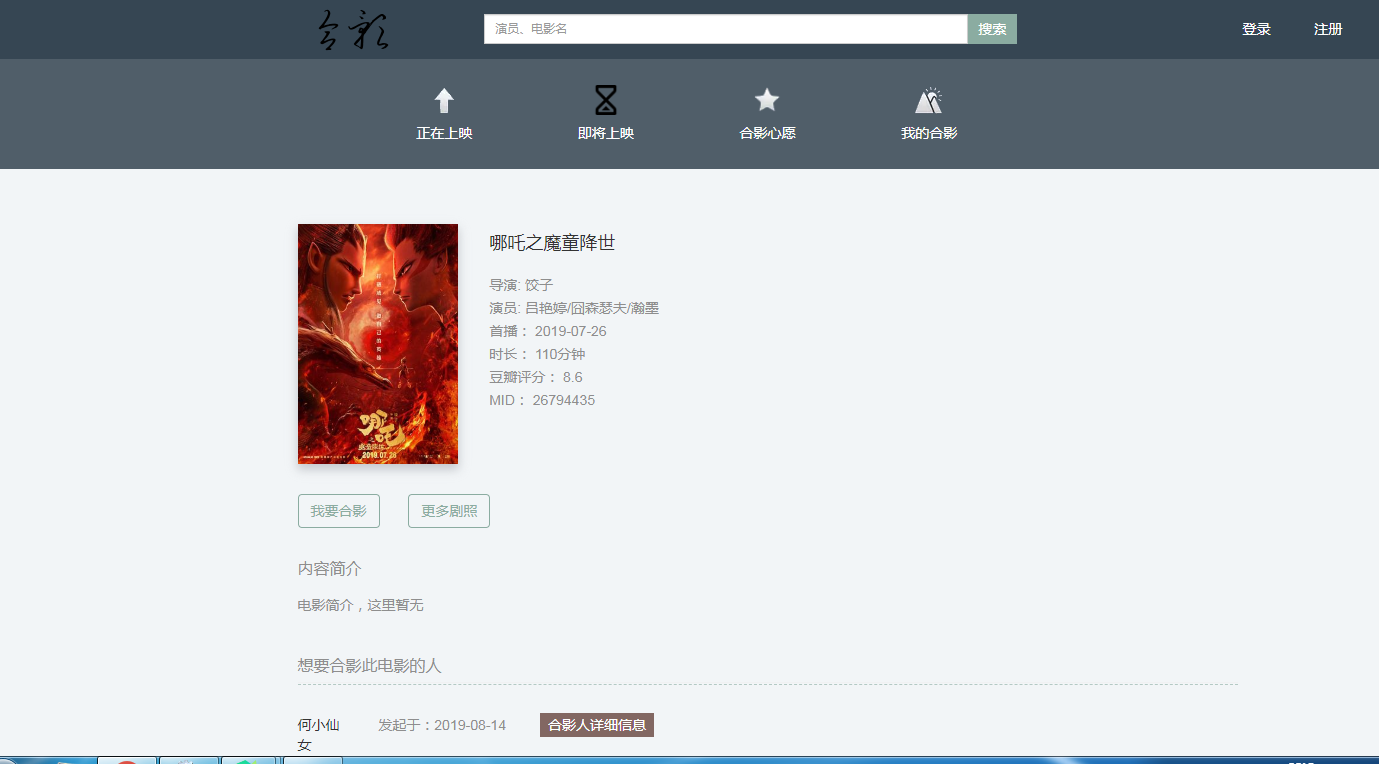 合影
演员、电影名
搜索
登录
注册
正在上映
即将上映
合影心愿
我的合影
哪吒之魔童降世
导演: 饺子
演员: 吕艳婷/囧森瑟夫/瀚墨
首播： 2019-07-26
时长： 110分钟
豆瓣评分： 8.6
MID： 26794435
哪吒
2019.07.26
我要合影
更多剧照
内容简介
电影简介，这里暂无
想要合影此电影的人
何小仙
女
发起于：2019-08-14
合影人详细信息